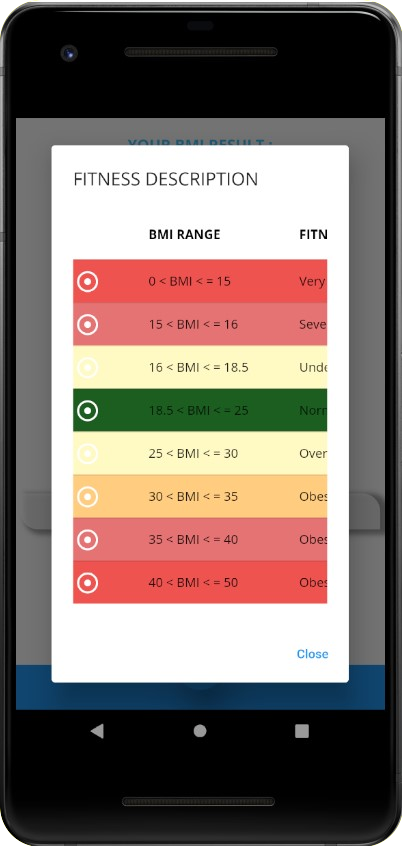 YOUR BMI RESULT :
FITNESS DESCRIPTION
BMI RANGE FITN
0 < BMI < = 15 Very
15 < BMI < = 16 Seve
16 < BMI < = 18.5 Unde
18.5 < BMI < = 25 Norm
25 < BMI < = 30 Over
30 < BMI < = 35 Obes
35 < BMI < = 40 Obes
40 < BMI < = 50 Obes
Close